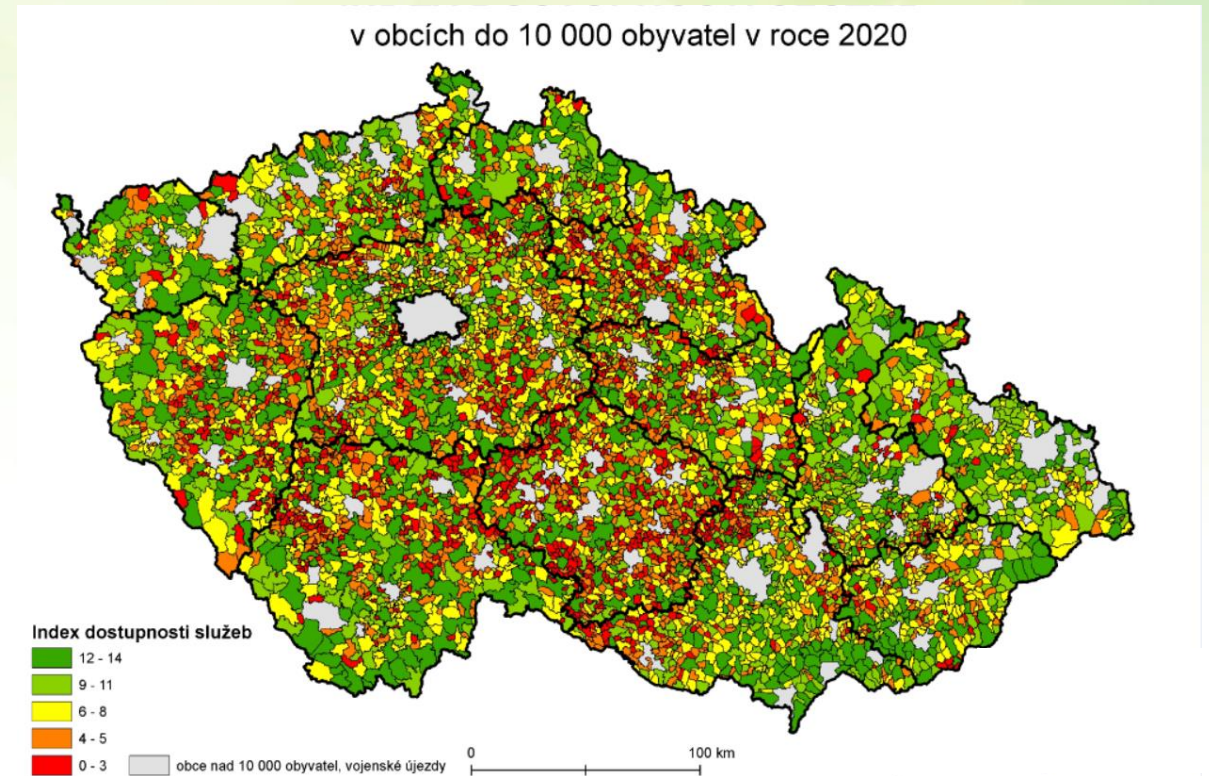 v obcích do 10 000 obyvatel v roce 2020
Index dostupnosti služeb
12 - 14
9 - 11
6 - 8
4 - 5
0 - 3
obce nad 10 000 obyvatel, vojenské újezdy
0
100 km